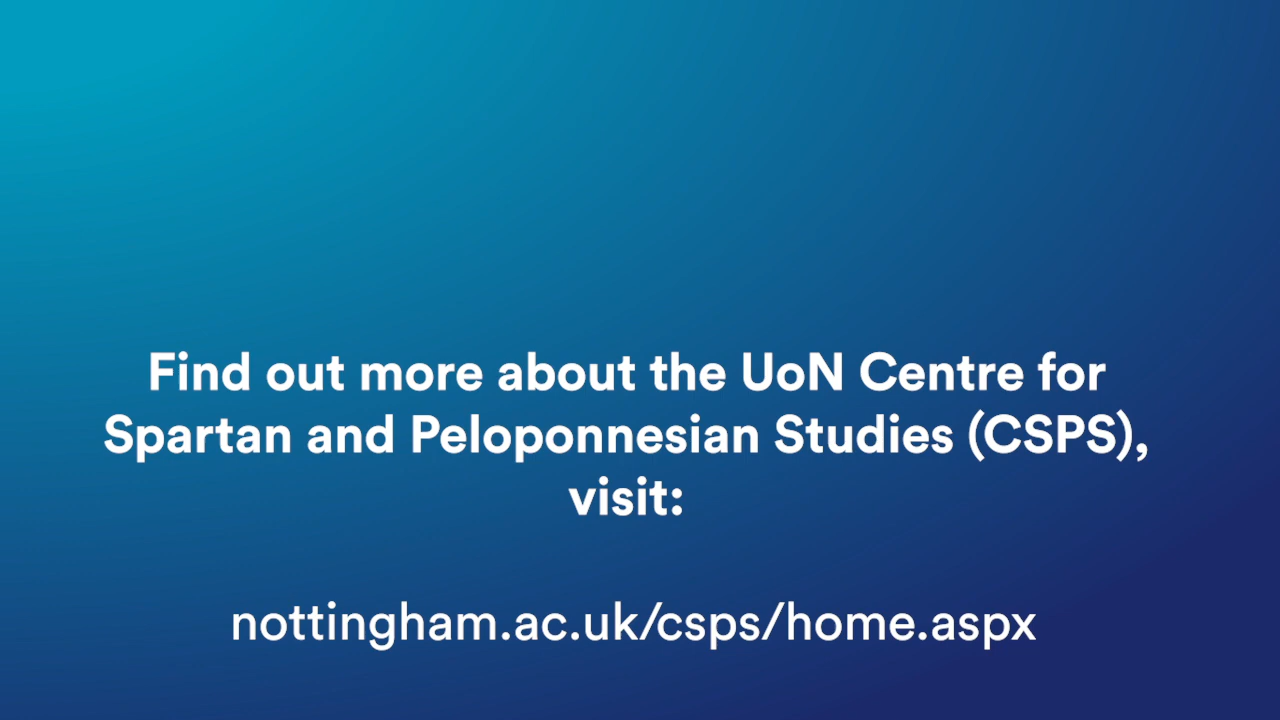 Find out more about the UoN Centre for
Spartan and Peloponnesian Studies (CSPS),
visit:
nottingham.ac.uk/csps/home.aspx